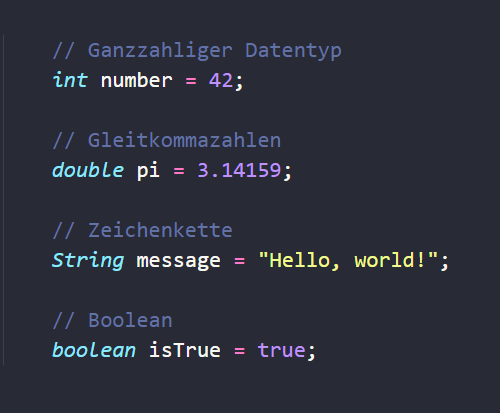 // Ganzzahliger Datentyp
int number = 42;
// Gleitkommazahlen
double pi = 3.14159;
// Zeichenkette
String message = "Hello, world!";
// Boolean
boolean isTrue = true;